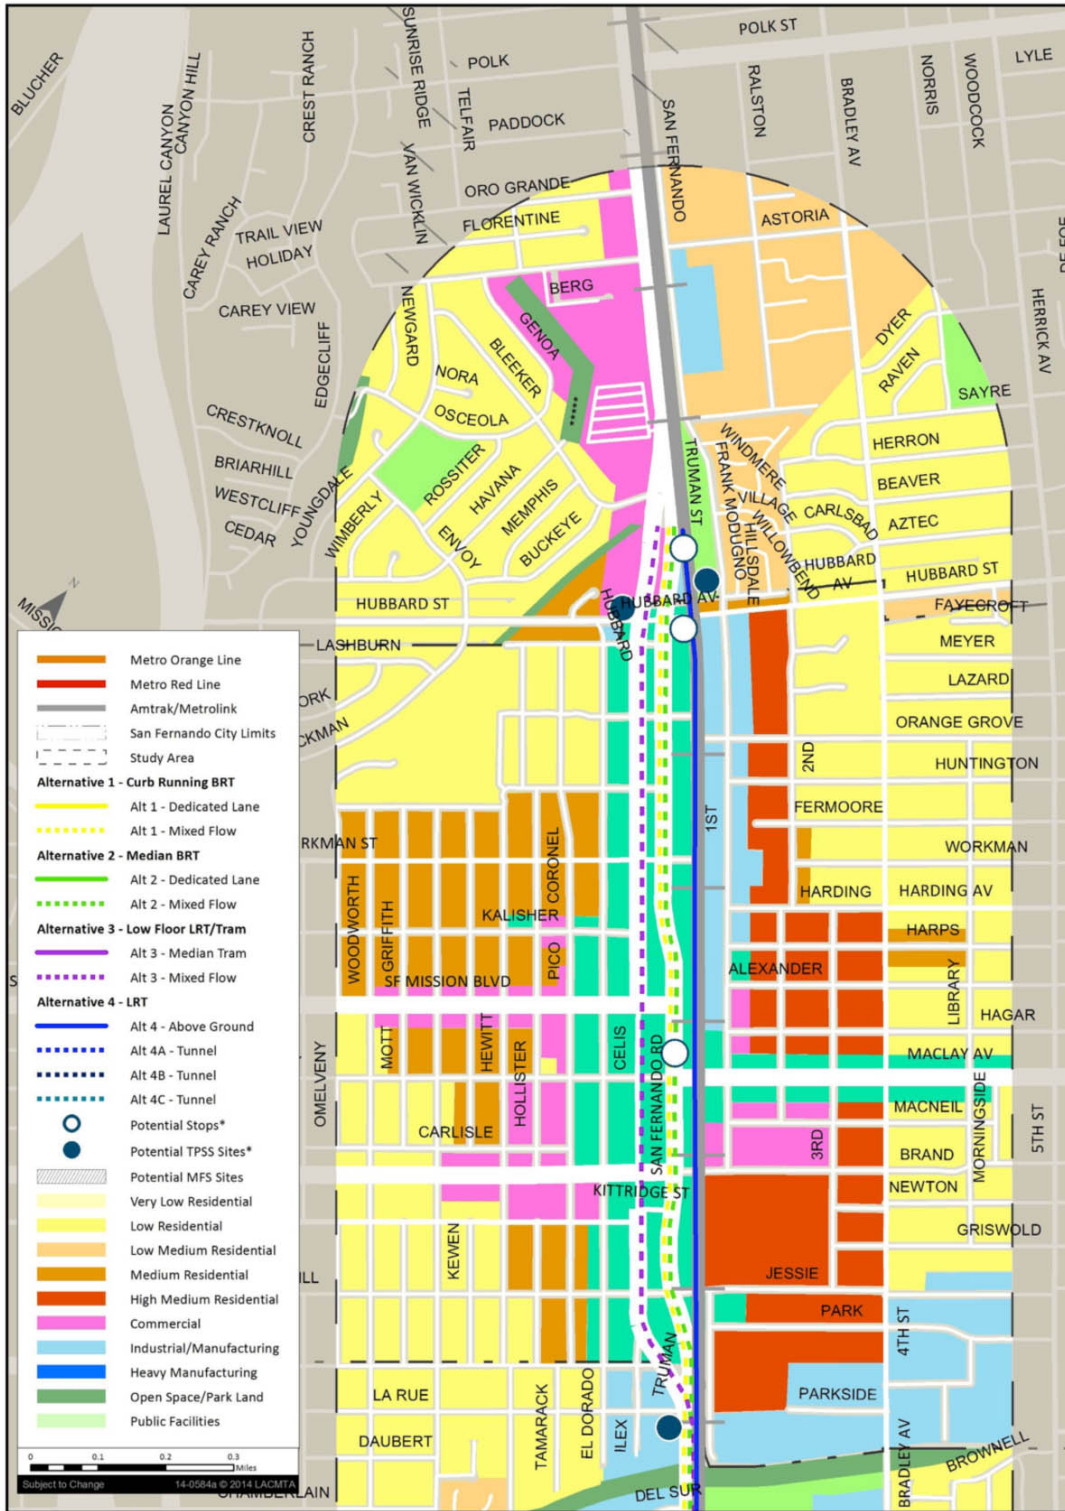 POLK ST
LYLE
BLUCHER
SUNRISE RIDGE
CREST RANCH
POLK
TELFAIR
PADDOCK
CANYON HILL
LAUREL CANYON
VAN WICKLIN
SAN FERNANDO
RALSTON
BRADLEY AV
NORRIS
WOODCOCK
ORO GRANDE
FLORENTINE
ASTORIA
CAREY RANCH
TRAIL VIEW
HOLIDAY
CAREY VIEW
NEWGARD
BERG
GENOA
BLEEKER
EDGECLIFF
NORA
OSCEOLA
DYER
RAVEN
SAYRE
HERRICK AV
CRESTKNOLL
BRIARHILL
WESTCLIFF
CEDAR
YOUNGDALE
WIMBERLY
ROSSITER
HAVANA
MEMPHIS
BUCKEYE
ENVOY
TRUMAN ST
WINDMERE
FRANK MODUGNO
VILLAGE
HILLSDALE
WILLOWBEND
CARLSBAD
HERRON
BEAVER
AZTEC
HUBBARD
AV
HUBBARD ST
FAYECROFT
HUBBARD ST
HUBBARD
HUBBARD AV
N
LASHBURN
MEYER
LAZARD
ORANGE GROVE
HUNTINGTON
2ND
1ST
FERMOORE
WORKMAN
HARDING
HARDING AV
HARPS
ALEXANDER
LIBRARY
HAGAR
MACLAY AV
MACNEIL
MORNINGSIDE
5TH ST
BRAND
3RD
NEWTON
GRISWOLD
JESSIE
PARK
4TH ST
PARKSIDE
BRADLEY AV
BROWNELL
RKMAN ST
WOODWORTH
GRIFFITH
CORONEL
KALISHER
PICO
SF MISSION BLVD
MOTT
HEWITT
HOLLISTER
CELIS
SAN FERNANDO RD
OMELVENY
CARLISLE
KITTRIDGE ST
KEWEN
TRUMAN
LA RUE
TAMARACK
EL DORADO
ILEX
DAUBERT
DEL SUR
Metro Orange Line
Metro Red Line
Amtrak/Metrolink
San Fernando City Limits
Study Area
Alternative 1 - Curb Running BRT
Alt 1 - Dedicated Lane
Alt 1 - Mixed Flow
Alternative 2 - Median BRT
Alt 2 - Dedicated Lane
Alt 2 - Mixed Flow
Alternative 3 - Low Floor LRT/Tram
Alt 3 - Median Tram
Alt 3 - Mixed Flow
Alternative 4 - LRT
Alt 4 - Above Ground
Alt 4A - Tunnel
Alt 4B - Tunnel
Alt 4C - Tunnel
Potential Stops*
Potential TPSS Sites*
Potential MFS Sites
Very Low Residential
Low Residential
Low Medium Residential
Medium Residential
High Medium Residential
Commercial
Industrial/Manufacturing
Heavy Manufacturing
Open Space/Park Land
Public Facilities
0 0.1 0.2 0.3
Miles
Subject to Change 14-0584a © 2014 LACMTA